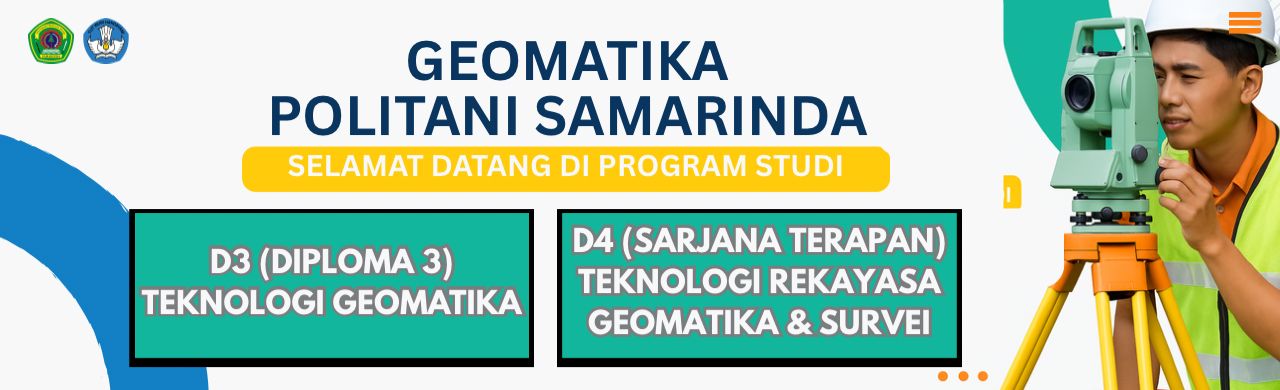 GEOMATIKA
POLITANI SAMARINDA
SELAMAT DATANG DI PROGRAM STUDI
D3 (DIPLOMA 3)
TEKNOLOGI GEOMATIKA
D4 (SARJANA TERAPAN)
TEKNOLOGI REKAYASA
GEOMATIKA & SURVEI